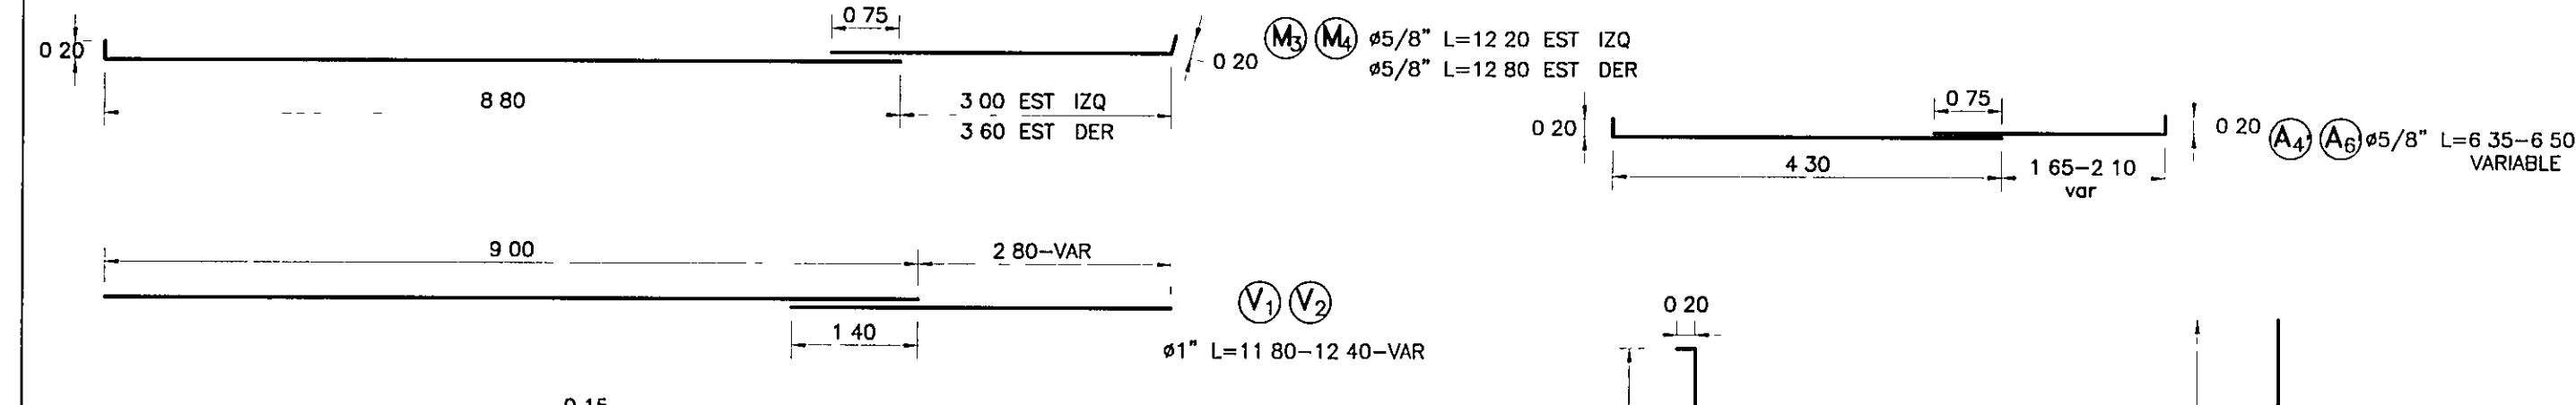 0 75
0 20
M3 M4 ø5/8" L=12 20 EST IZQ
0 20
ø5/8" L=12 80 EST DER
8 80
3 00 EST IZQ
3 60 EST DER
0 75
0 20
0 20 A4 A6 ø5/8" L=6 35-6 50
VARIABLE
4 30
1 65-2 10
var
9 00
2 80-VAR
V1 V2
1 40
ø1" L=11 80-12 40-VAR
0 20
0 15